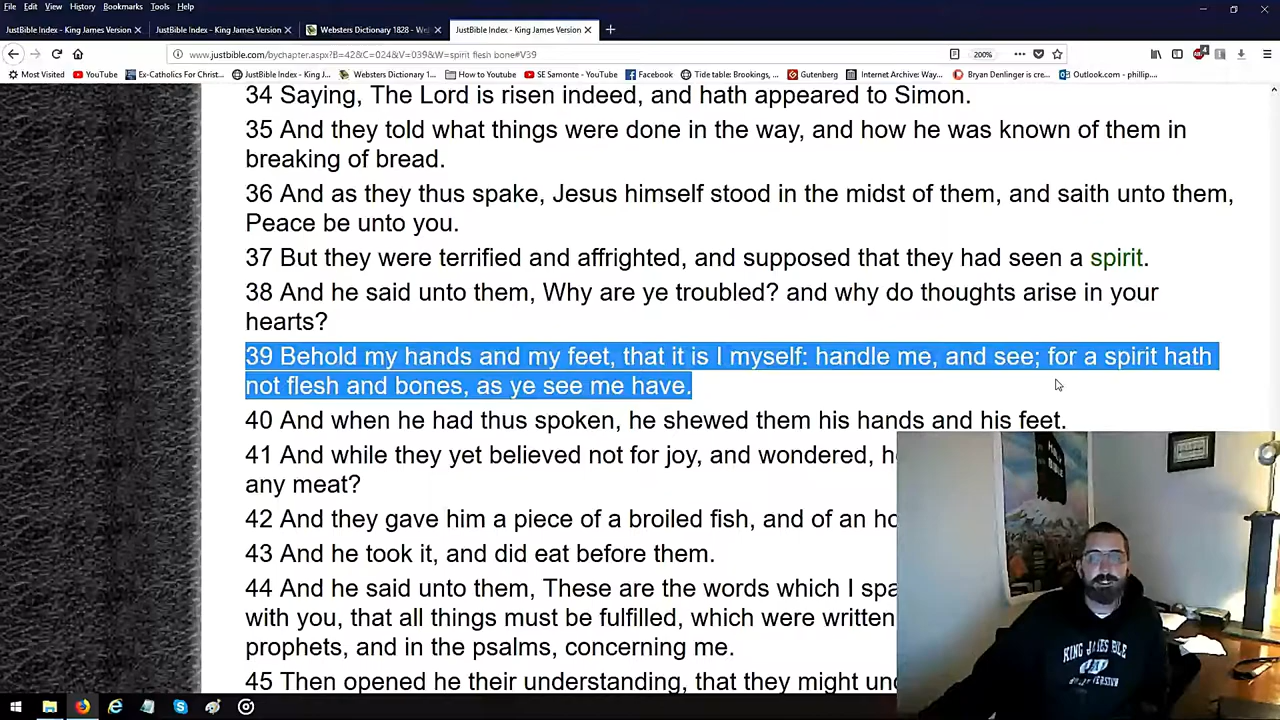 File Edit View History Bookmarks Tools Help
JustBible Index - King James Version JustBible Index - King James Version Websters Dictionary 1828 - We JustBible Index - King James Version
www.justbible.com/bychapter.aspx?B=42&C=024&V=039&W=spirit flesh bone#V39 200%
Most Visited YouTube Ex-Catholics For Christ... JustBible Index - King J... Websters Dictionary 1... How to Youtube SE Samonte - YouTube Facebook Tide table: Brookings, ... Gutenberg Internet Archive: Way... Bryan Denlinger is cre... Outlook.com - phillip....
34 Saying, The Lord is risen indeed, and hath appeared to Simon.
35 And they told what things were done in the way, and how he was known of them in
breaking of bread.
36 And as they thus spake, Jesus himself stood in the midst of them, and saith unto them,
Peace be unto you.
37 But they were terrified and affrighted, and supposed that they had seen a spirit.
38 And he said unto them, Why are ye troubled? and why do thoughts arise in your
hearts?
39 Behold my hands and my feet, that it is I myself: handle me, and see; for a spirit hath
not flesh and bones, as ye see me have.
40 And when he had thus spoken, he shewed them his hands and his feet.
41 And while they yet believed not for joy, and wondered, h
any meat?
42 And they gave him a piece of a broiled fish, and of an ho
43 And he took it, and did eat before them.
44 And he said unto them, These are the words which I spa
with you, that all things must be fulfilled, which were written
prophets, and in the psalms, concerning me.
45 Then opened he their understanding, that they might un
KING JAMES BIBLE